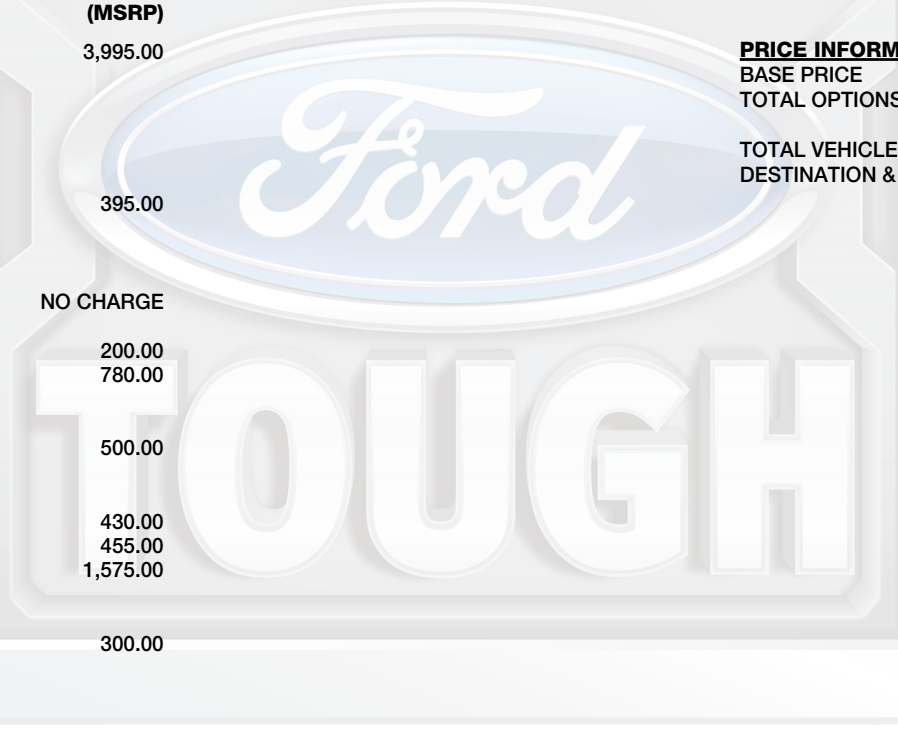 (MSRP)
3,995.00
395.00
NO CHARGE
200.00
780.00
500.00
430.00
455.00
1,575.00
300.00
PRICE INFORM
BASE PRICE
TOTAL OPTIONS
TOTAL VEHICLE
DESTINATION &
Ford
TOUGH